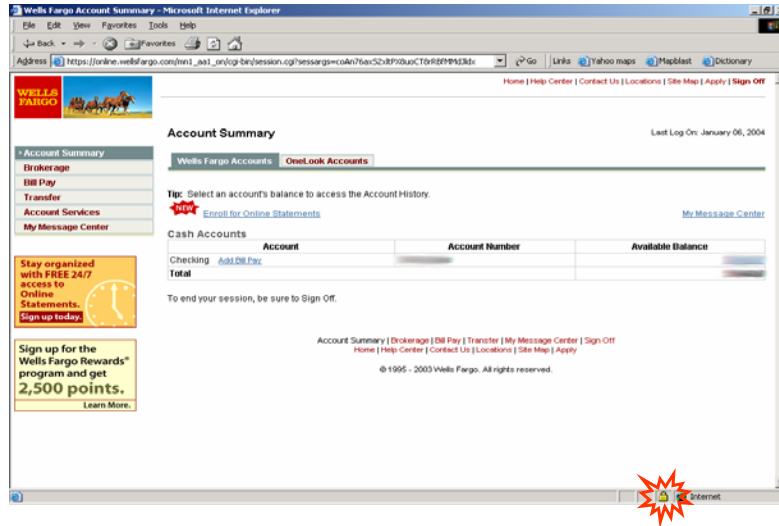 Wells Fargo Account Summary - Microsoft Internet Explorer
File Edit View Favorites Tools Help
Back Favorites
Address https://online.wellsfargo.com/mn1_aa1_on/cgi-bin/session.cgi?sessargs= Go Links Yahoo maps Mapblast Dictionary
Home | Help Center | Contact Us | Locations | Site Map | Apply | Sign Off
WELLS
FARGO
Account Summary Last Log On: January 06, 2004
Wells Fargo Accounts OneLook Accounts
Account Summary
Brokerage
Bill Pay
Transfer
Account Services
My Message Center
Tip: Select an account's balance to access the Account History.
NEW Enroll for Online Statements My Message Center
Cash Accounts
Account Account Number Available Balance
Checking Add Bill Pay
Total
To end your session, be sure to Sign Off.
Stay organized
with FREE 24/7
access to
Online
Statements.
Sign up today.
Account Summary | Brokerage | Bill Pay | Transfer | My Message Center | Sign Off
Home | Help Center | Contact Us | Locations | Site Map | Apply
© 1995 - 2003 Wells Fargo. All rights reserved.
Sign up for the
Wells Fargo Rewards®
program and get
2,500 points.
Learn More.
Internet